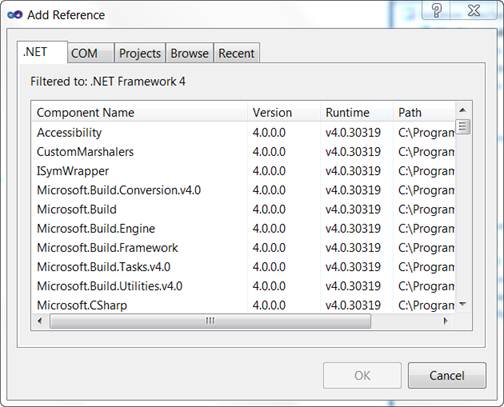 Add Reference
.NET COM Projects Browse Recent
Filtered to: .NET Framework 4
Component Name Version Runtime Path
Accessibility 4.0.0.0 v4.0.30319 C:\Program
CustomMarshalers 4.0.0.0 v4.0.30319 C:\Program
ISymWrapper 4.0.0.0 v4.0.30319 C:\Program
Microsoft.Build.Conversion.v4.0 4.0.0.0 v4.0.30319 C:\Program
Microsoft.Build 4.0.0.0 v4.0.30319 C:\Program
Microsoft.Build.Engine 4.0.0.0 v4.0.30319 C:\Program
Microsoft.Build.Framework 4.0.0.0 v4.0.30319 C:\Program
Microsoft.Build.Tasks.v4.0 4.0.0.0 v4.0.30319 C:\Program
Microsoft.Build.Utilities.v4.0 4.0.0.0 v4.0.30319 C:\Program
Microsoft.CSharp 4.0.0.0 v4.0.30319 C:\Program
OK Cancel